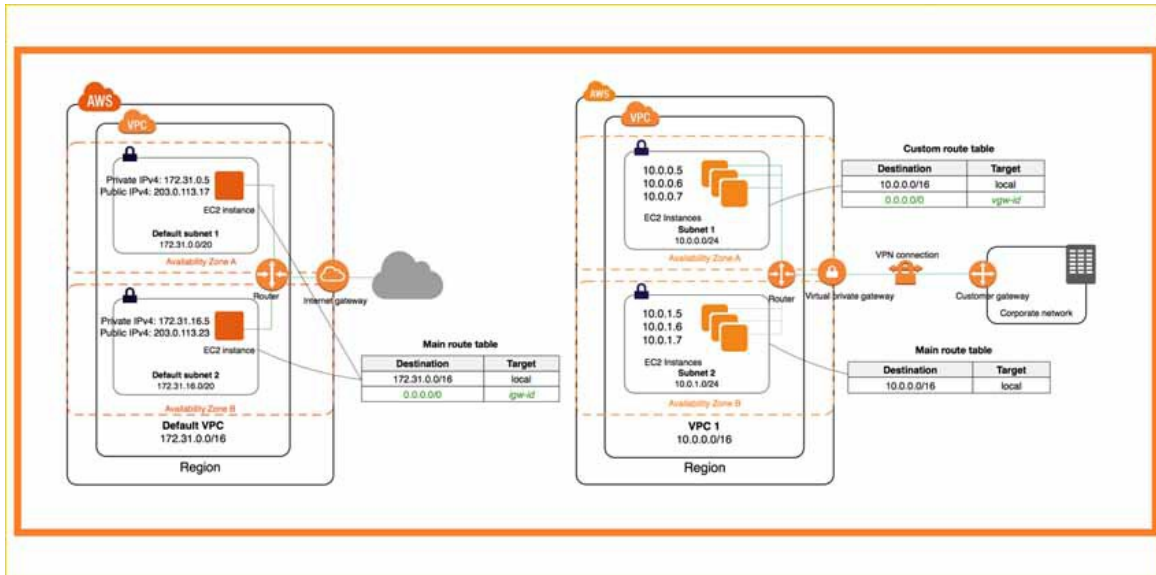 AWS
VPC
Private IPv4: 172.31.0.5
Public IPv4: 203.0.113.17
EC2 instance
Default subnet 1
172.31.0.0/20
Availability Zone A
Router
Internet gateway
Private IPv4: 172.31.16.5
Public IPv4: 203.0.113.23
EC2 instance
Default subnet 2
172.31.16.0/20
Availability Zone B
Default VPC
172.31.0.0/16
Region
Main route table
Destination Target
172.31.0.0/16 local
0.0.0.0/0 igw-id
AWS
VPC
10.0.0.5
10.0.0.6
10.0.0.7
EC2 Instances
Subnet 1
10.0.0.0/24
Availability Zone A
Router
Virtual private gateway
VPN connection
Customer gateway
Corporate network
10.0.1.5
10.0.1.6
10.0.1.7
EC2 Instances
Subnet 2
10.0.1.0/24
Availability Zone B
VPC 1
10.0.0.0/16
Region
Custom route table
Destination Target
10.0.0.0/16 local
0.0.0.0/0 vgw-id
Main route table
Destination Target
10.0.0.0/16 local